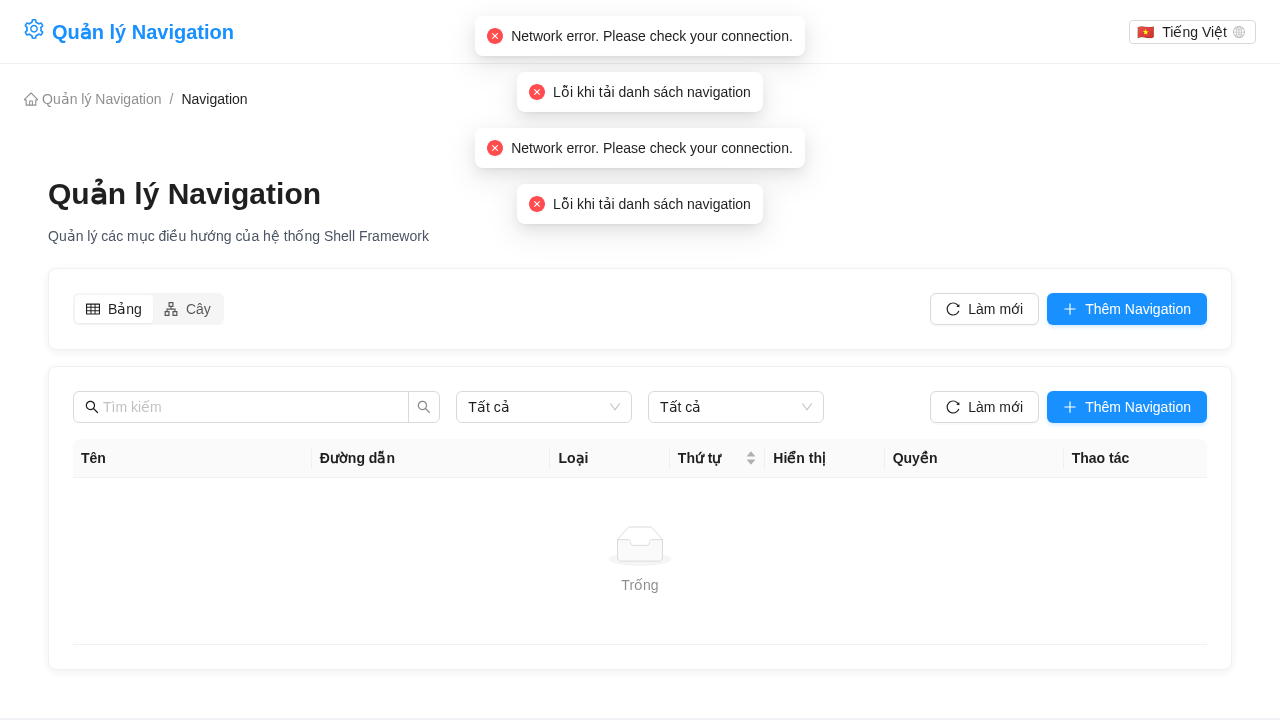 Quản lý Navigation
Network error. Please check your connection.
Tiếng Việt
Lỗi khi tải danh sách navigation
Quản lý Navigation / Navigation
Network error. Please check your connection.
Lỗi khi tải danh sách navigation
Quản lý Navigation
Quản lý các mục điều hướng của hệ thống Shell Framework
Bảng Cây Làm mới Thêm Navigation
Tìm kiếm Tất cả Tất cả Làm mới Thêm Navigation
Tên Đường dẫn Loại Thứ tự Hiển thị Quyền Thao tác
Trống